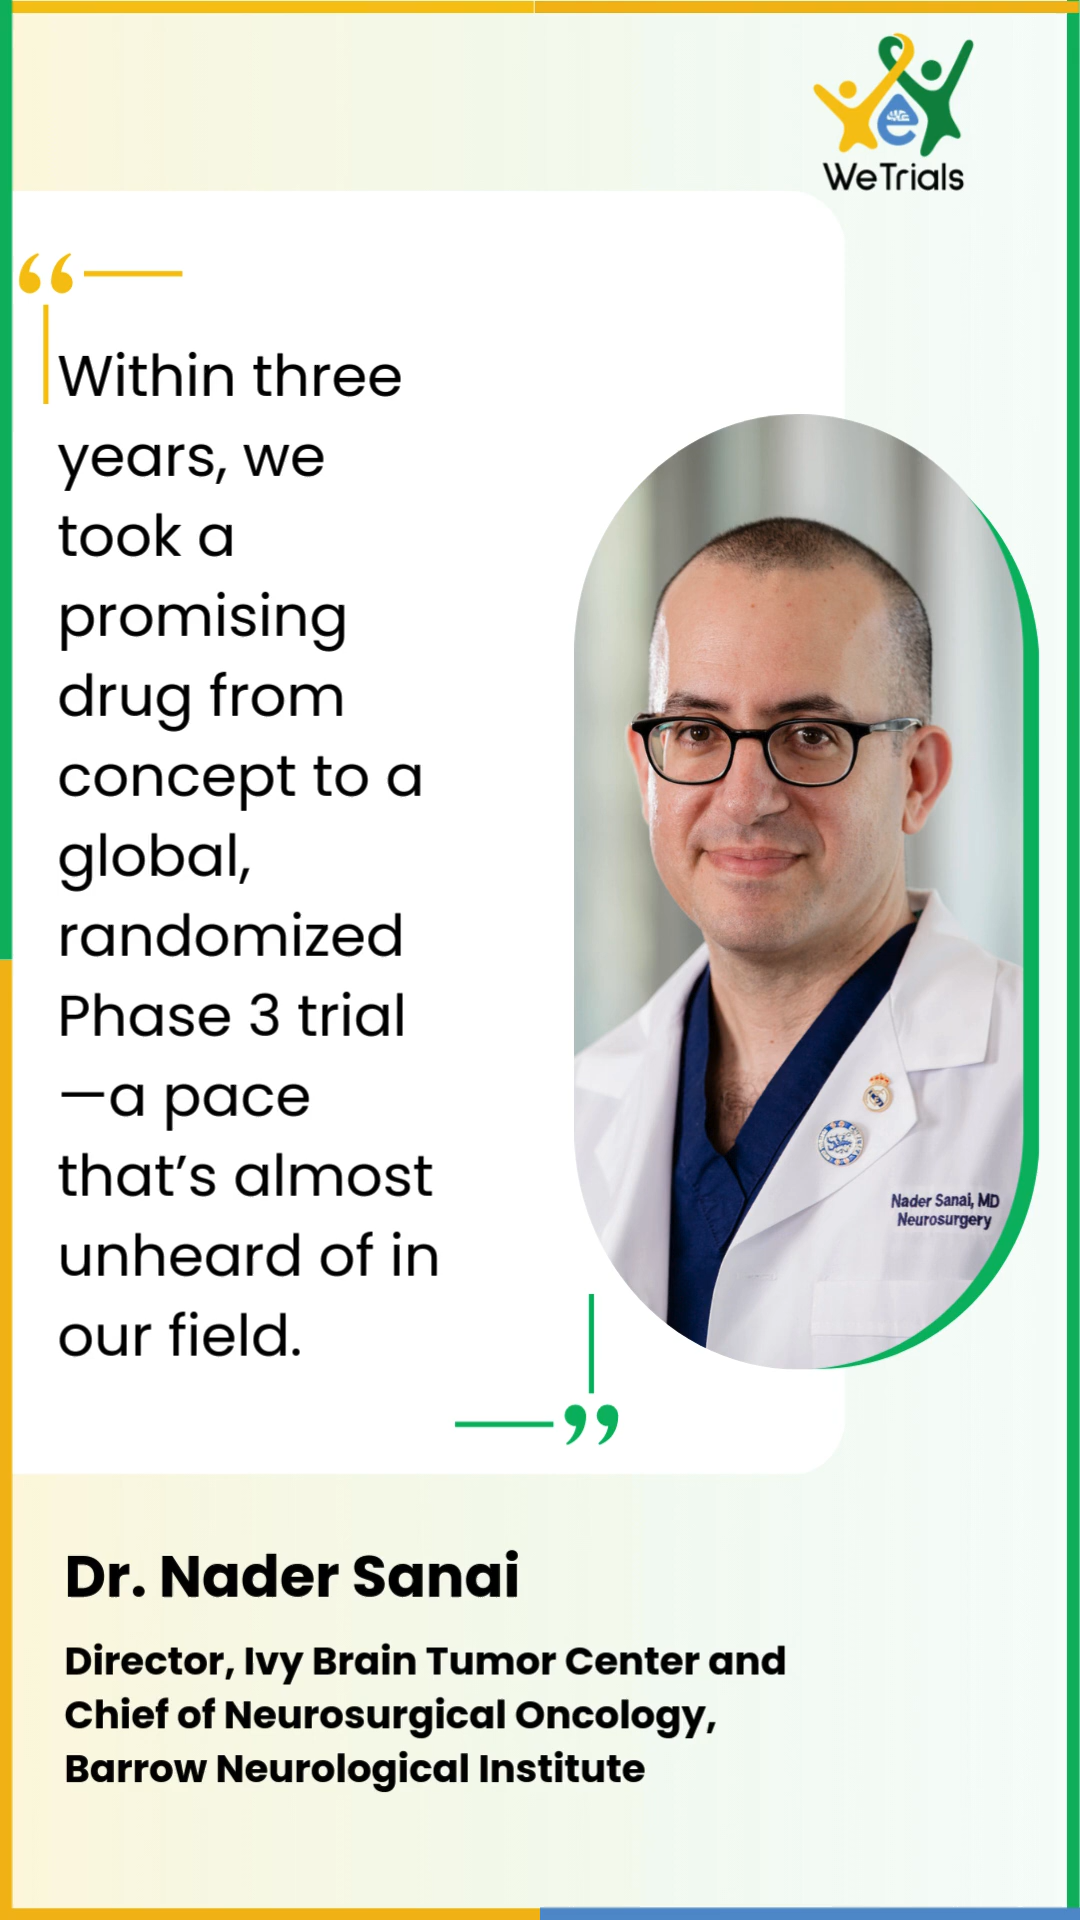 WeTrials
“
Within three
years, we
took a
promising
drug from
concept to a
global,
randomized
Phase 3 trial
—a pace
that’s almost
unheard of in
our field.
”
Nader Sanai, MD
Neurosurgery
Dr. Nader Sanai
Director, Ivy Brain Tumor Center and
Chief of Neurosurgical Oncology,
Barrow Neurological Institute